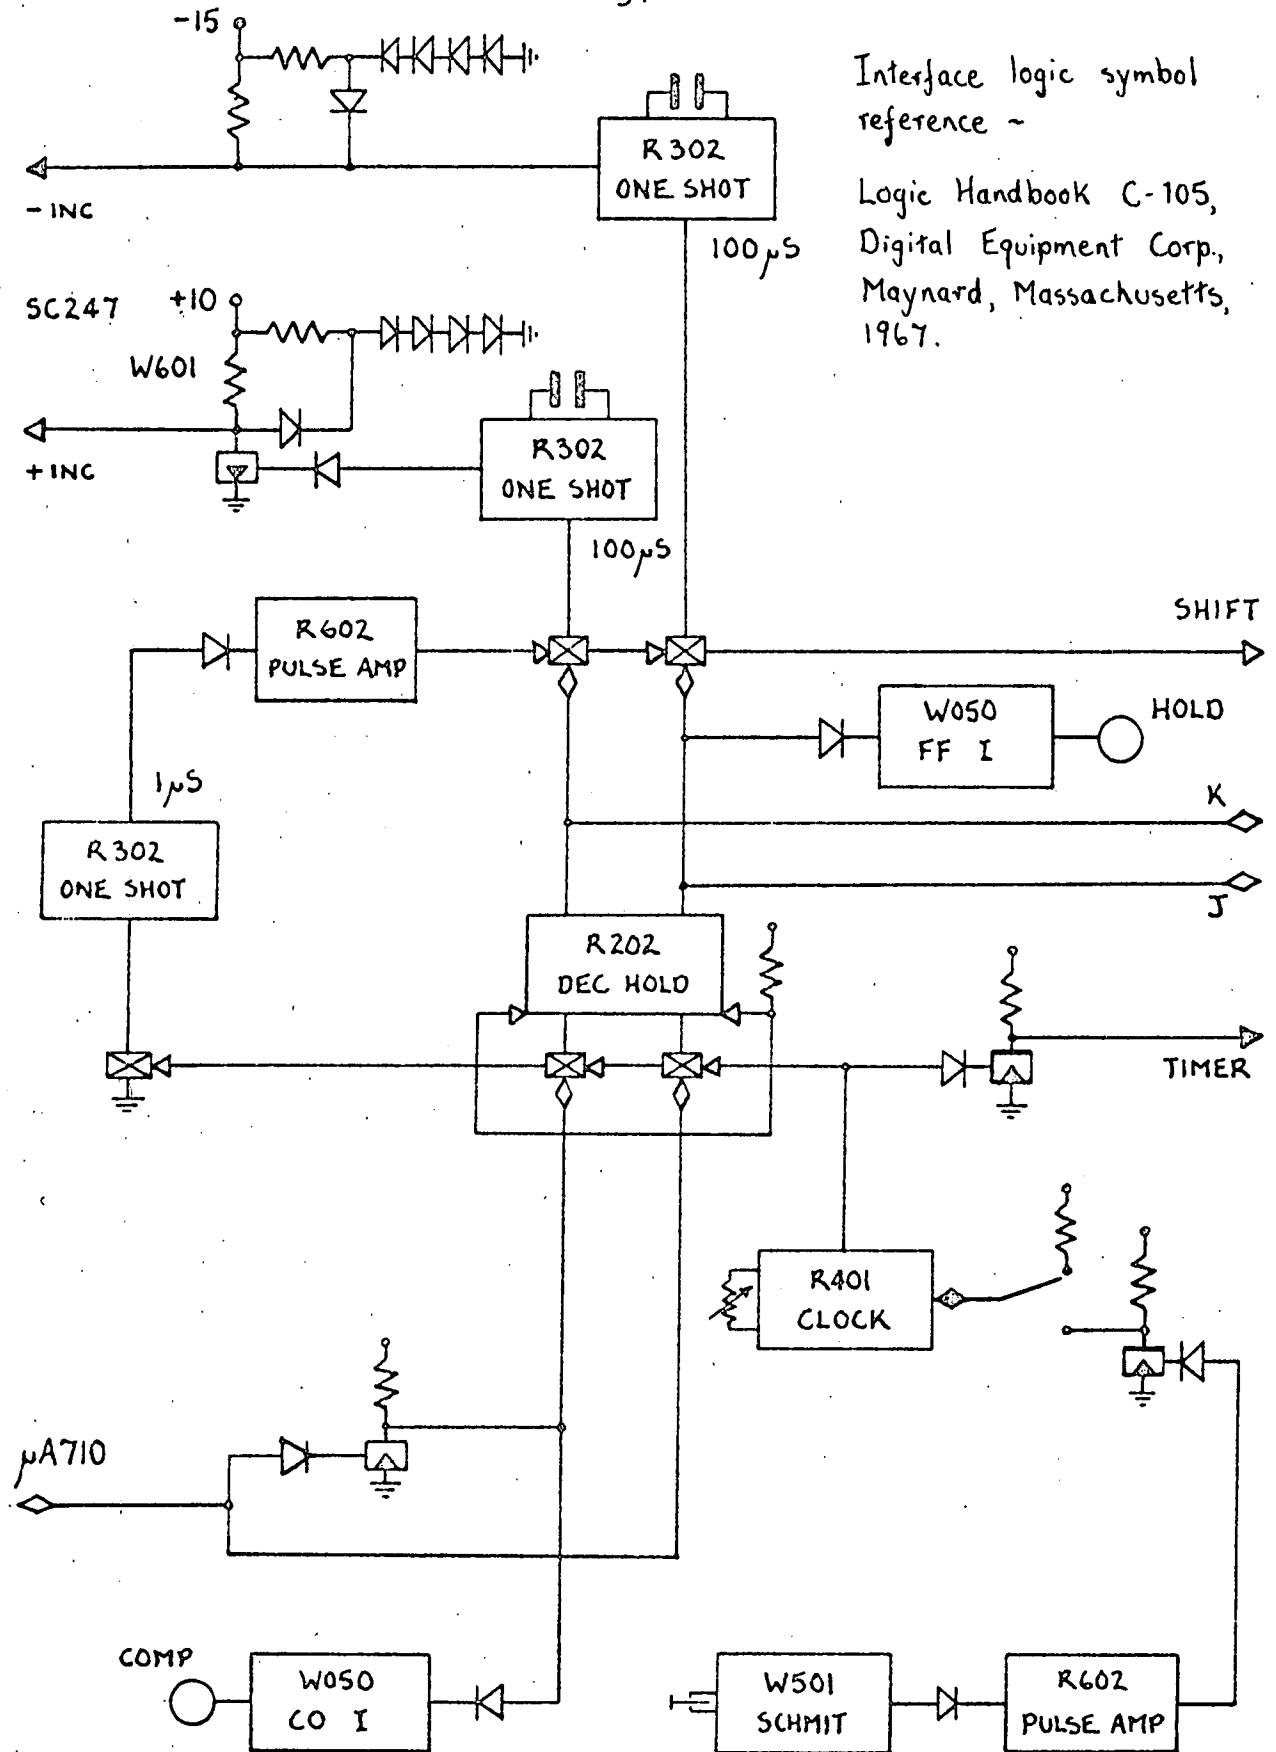 -15
Interface logic symbol
reference ~
Logic Handbook C-105,
Digital Equipment Corp.,
Maynard, Massachusetts,
1967.
R302
ONE SHOT
100μS
- INC
SC247
+10
W601
+ INC
R302
ONE SHOT
100μS
R602
PULSE AMP
SHIFT
W050
FF I
HOLD
1μS
K
R302
ONE SHOT
J
R202
DEC HOLD
TIMER
R401
CLOCK
μA710
COMP
W050
CO I
W501
SCHMIT
R602
PULSE AMP